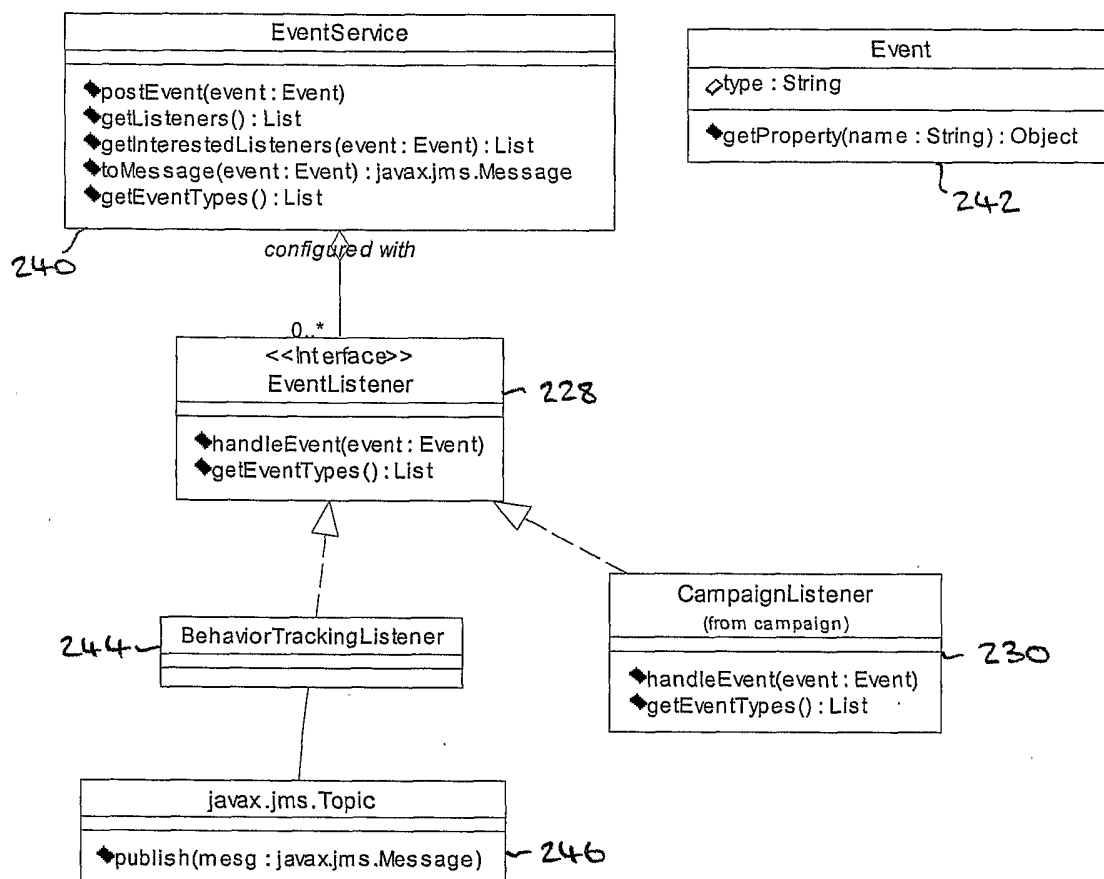 EventService
postEvent(event : Event)
getListeners() : List
getInterestedListeners(event : Event) : List
toMessage(event : Event) : javax.jms.Message
getEventTypes() : List
240
Event
type : String
getProperty(name : String) : Object
242
configured with
0..*
<<Interface>>
EventListener
handleEvent(event : Event)
getEventTypes() : List
228
BehaviorTrackingListener
244
CampaignListener
(from campaign)
handleEvent(event : Event)
getEventTypes() : List
230
javax.jms.Topic
publish(mesg : javax.jms.Message)
246